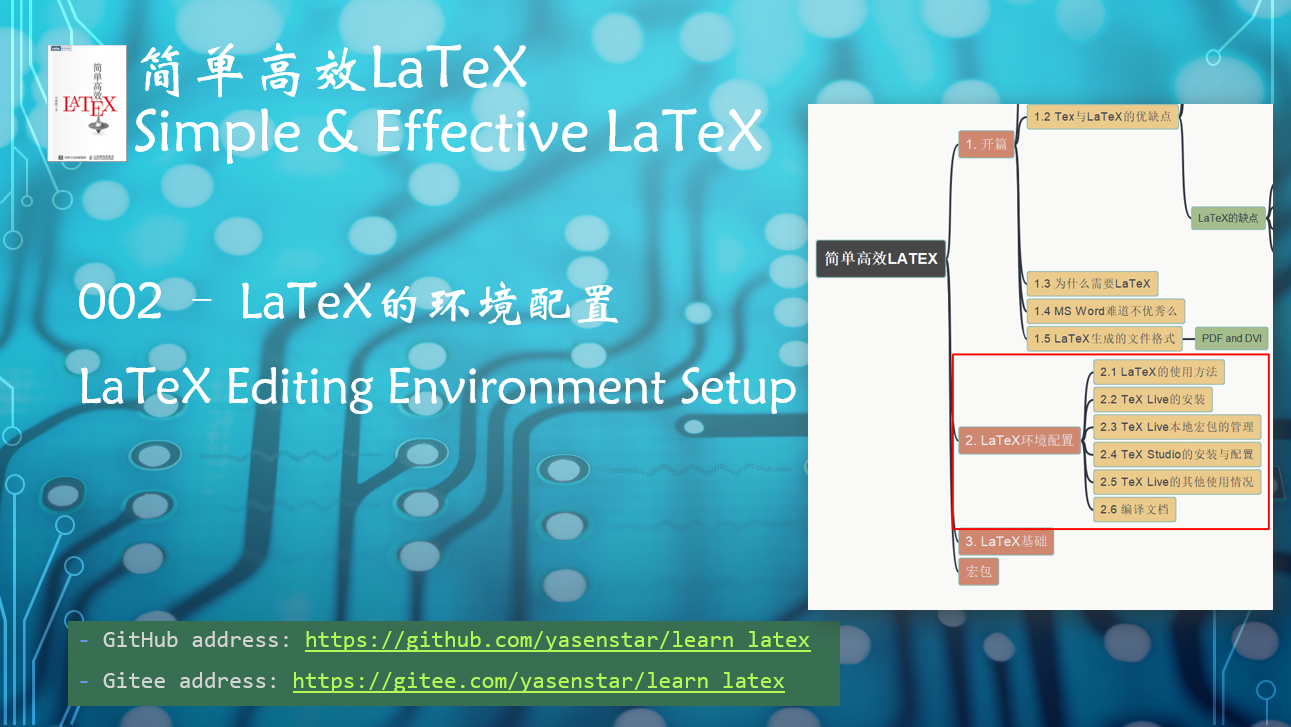 简单高效
LATEX
简单高效LaTeX
Simple & Effective LaTeX
002 - LaTeX的环境配置
LaTeX Editing Environment Setup
简单高效LATEX
1. 开篇
1.2 Tex与LaTeX的优缺点
LaTeX的缺点
1.3 为什么需要LaTeX
1.4 MS Word难道不优秀么
1.5 LaTeX生成的文件格式
PDF and DVI
2. LaTeX环境配置
2.1 LaTeX的使用方法
2.2 TeX Live的安装
2.3 TeX Live本地宏包的管理
2.4 TeX Studio的安装与配置
2.5 TeX Live的其他使用情况
2.6 编译文档
3. LaTeX基础
宏包
- GitHub address: https://github.com/yasenstar/learn_latex
- Gitee address: https://gitee.com/yasenstar/learn_latex